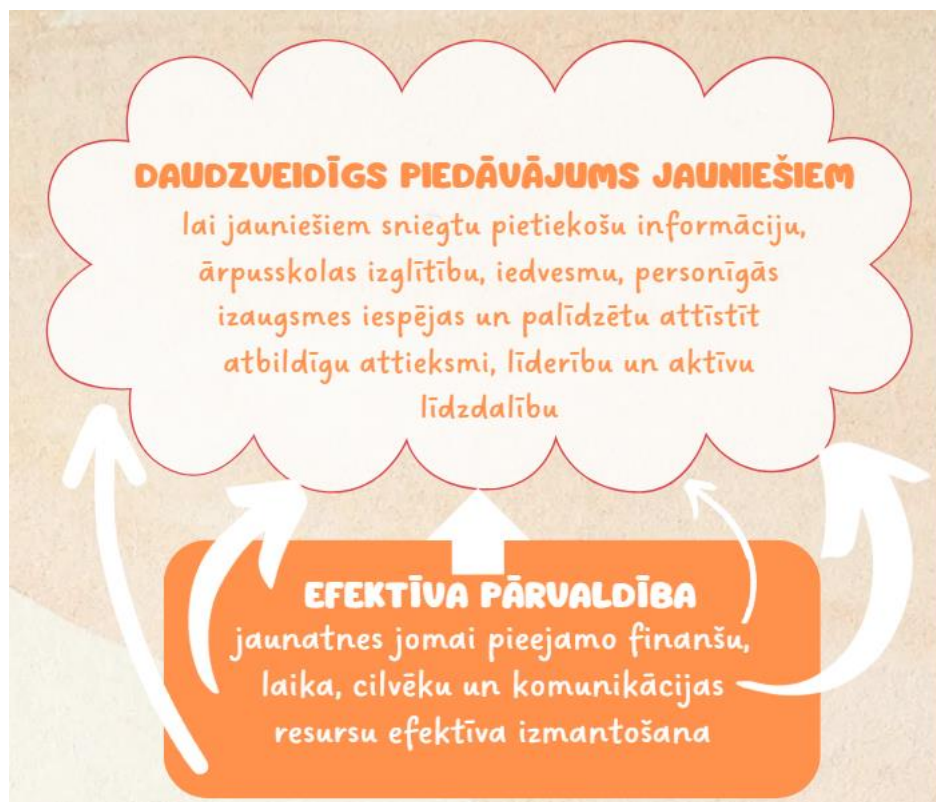 DAUDZVEIDĪGS PIEDĀVĀJUMS JAUNIEŠIEM
lai jauniešiem sniegtu pietiekošu informāciju,
ārpusskolas izglītību, iedvesmu, personīgās
izaugsmes iespējas un palīdzētu attīstīt
atbildīgu attieksmi, līderību un aktīvu
līdzdalību
EFEKTĪVA PĀRVALDĪBA
jaunatnes jomai pieejamo finanšu,
laika, cilvēku un komunikācijas
resursu efektīva izmantošana